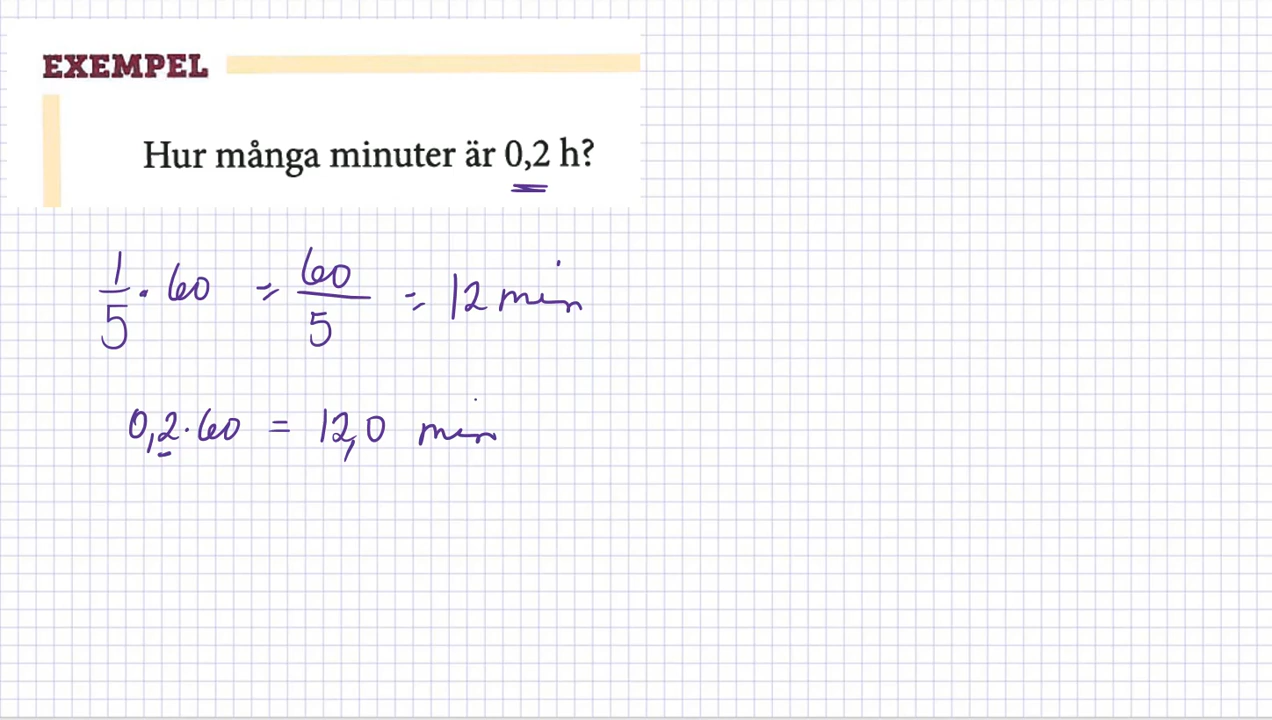 EXEMPEL
Hur många minuter är 0,2 h?
1/5 · 60 = 60/5 = 12 min
0,2 · 60 = 12,0 min